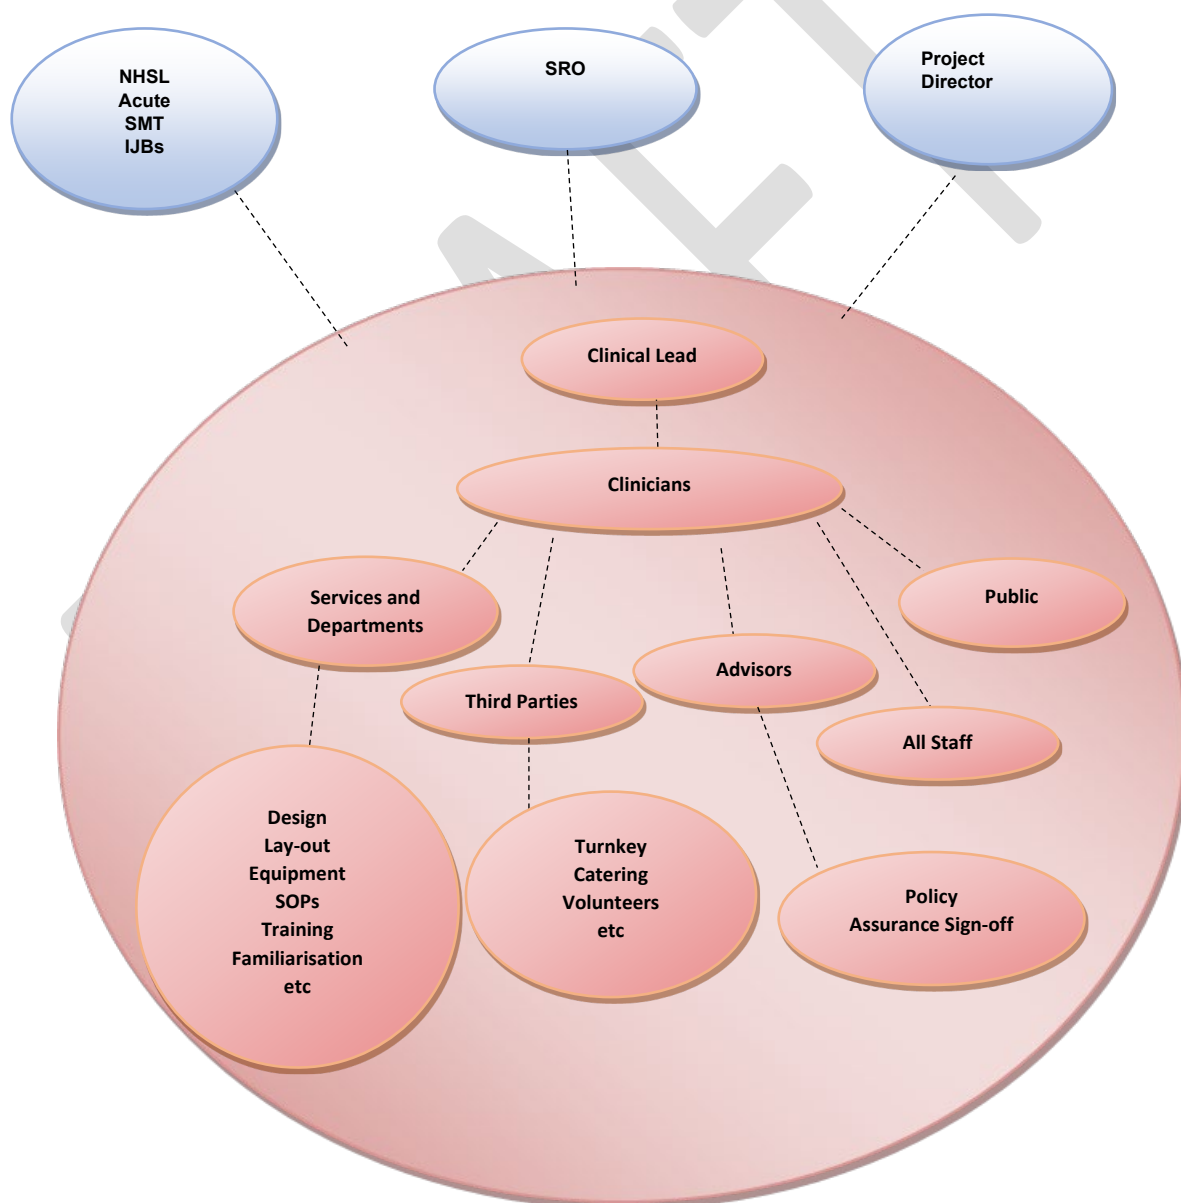 NHSL
Acute
SMT
IJBs
SRO
Project
Director
Clinical Lead
Clinicians
Services and
Departments
Public
Advisors
Third Parties
All Staff
Design
Lay-out
Equipment
SOPs
Training
Familiarisation
etc
Turnkey
Catering
Volunteers
etc
Policy
Assurance Sign-off